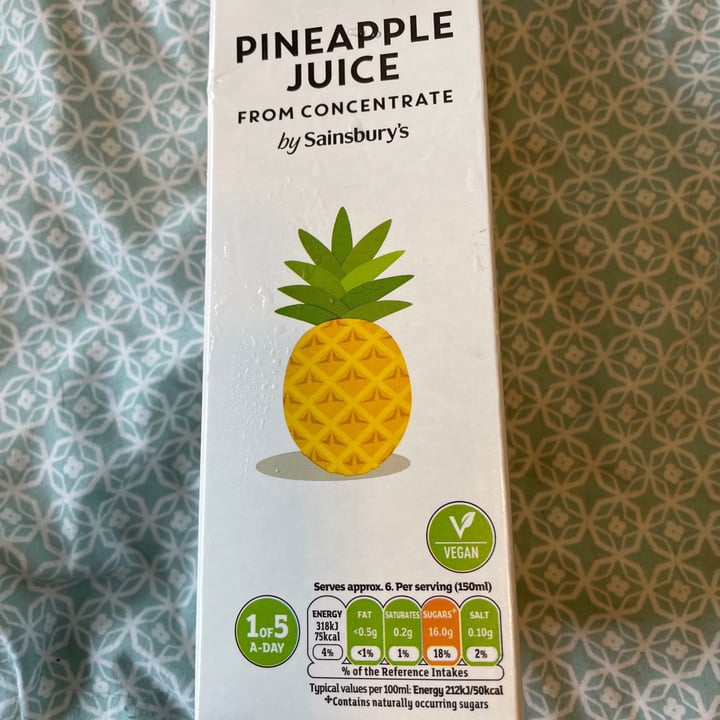 PINEAPPLE
JUICE
FROM CONCENTRATE
by Sainsbury's
VEGAN
Serves approx. 6. Per serving (150ml)
1 OF 5
A-DAY
ENERGY FAT SATURATES SUGARS✢ SALT
318kJ
75kcal <0.5g 0.2g 16.0g 0.10g
4% <1% 1% 18% 2%
% of the Reference Intakes
Typical values per 100ml: Energy 212kJ/50kcal
✢Contains naturally occurring sugars